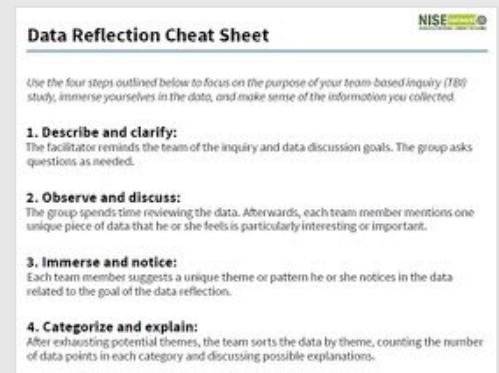 NISE
Data Reflection Cheat Sheet
Use the four steps outlined below to focus on the purpose of your team-based inquiry (TBI)
study, immerse yourselves in the data, and make sense of the information you collected.
1. Describe and clarify:
The facilitator reminds the team of the inquiry and data discussion goals. The group asks
questions as needed.
2. Observe and discuss:
The group spends time reviewing the data. Afterwards, each team member mentions one
unique piece of data that he or she feels is particularly interesting or important.
3. Immerse and notice:
Each team member suggests a unique theme or pattern he or she notices in the data
related to the goal of the data reflection.
4. Categorize and explain:
After exhausting potential themes, the team sorts the data by theme, counting the number
of data points in each category and discussing possible explanations.